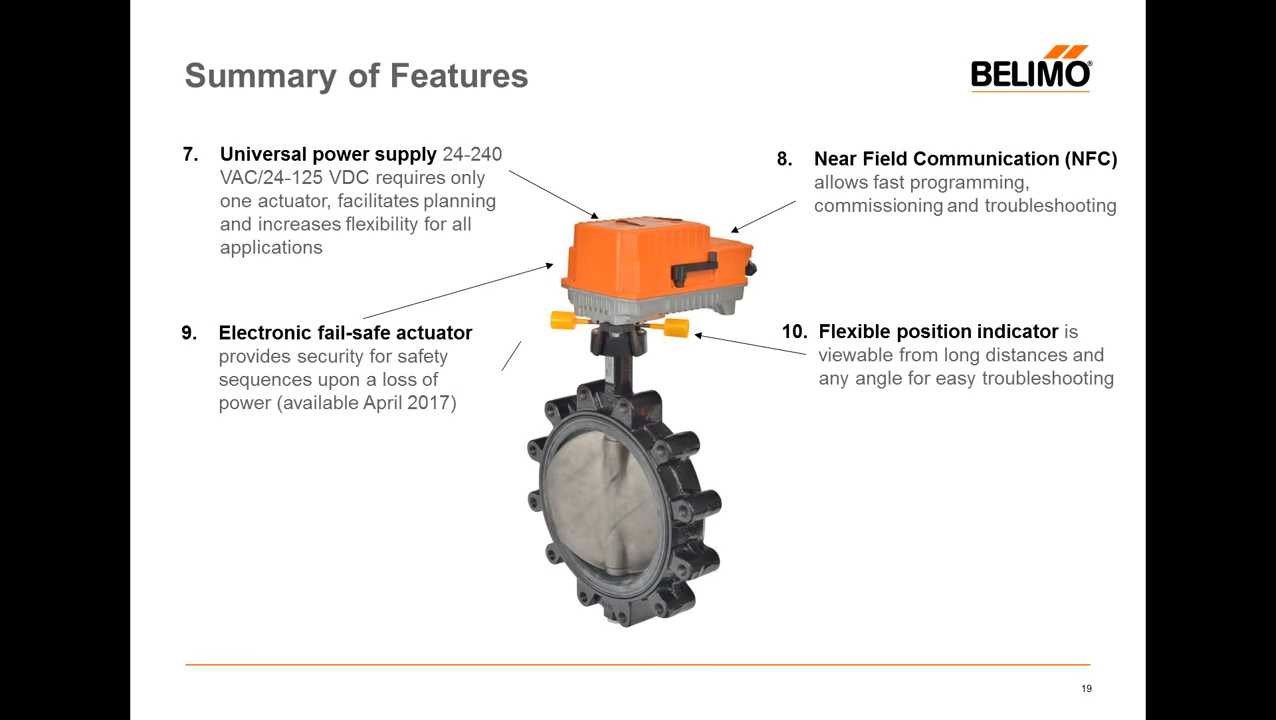 Summary of Features
BELIMO®
7. Universal power supply 24-240
VAC/24-125 VDC requires only
one actuator, facilitates planning
and increases flexibility for all
applications
8. Near Field Communication (NFC)
allows fast programming,
commissioning and troubleshooting
9. Electronic fail-safe actuator
provides security for safety
sequences upon a loss of
power (available April 2017)
10. Flexible position indicator is
viewable from long distances and
any angle for easy troubleshooting
19